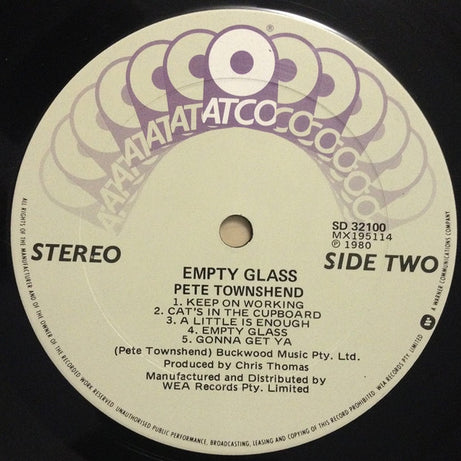 ATATATATATCOCOCOCOCO
®
STEREO
SD 32100
MX195114
℗ 1980
SIDE TWO
EMPTY GLASS
PETE TOWNSHEND
1. KEEP ON WORKING
2. CAT'S IN THE CUPBOARD
3. A LITTLE IS ENOUGH
4. EMPTY GLASS
5. GONNA GET YA
(Pete Townshend) Buckwood Music Pty. Ltd.
Produced by Chris Thomas
Manufactured and Distributed by
WEA Records Pty. Limited
ALL RIGHTS OF THE MANUFACTURER AND OF THE OWNER OF THE RECORDED WORK RESERVED. UNAUTHORISED PUBLIC PERFORMANCE, BROADCASTING, LEASING AND COPYING OF THIS RECORD PROHIBITED. WEA RECORDS PTY. LIMITED
A WARNER COMMUNICATIONS COMPANY.